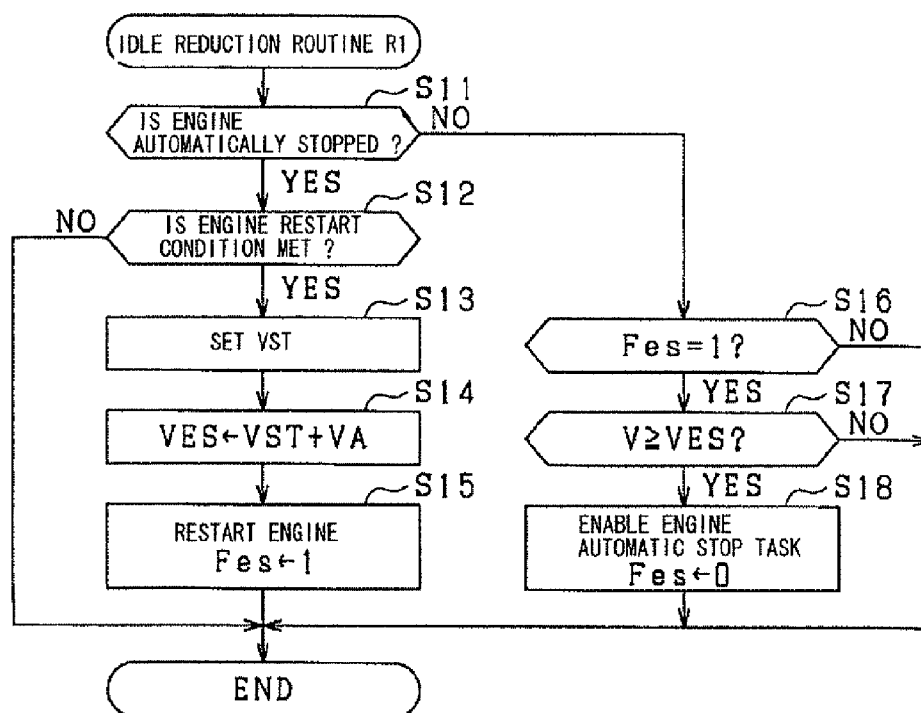 IDLE REDUCTION ROUTINE R1
S11
IS ENGINE
AUTOMATICALLY STOPPED ?
NO
YES
S12
NO
IS ENGINE RESTART
CONDITION MET ?
YES
S13
SET VST
S14
VES←VST+VA
S15
RESTART ENGINE
Fes←1
S16
Fes=1?
NO
YES
S17
V≧VES?
NO
YES
S18
ENABLE ENGINE
AUTOMATIC STOP TASK
Fes←0
END